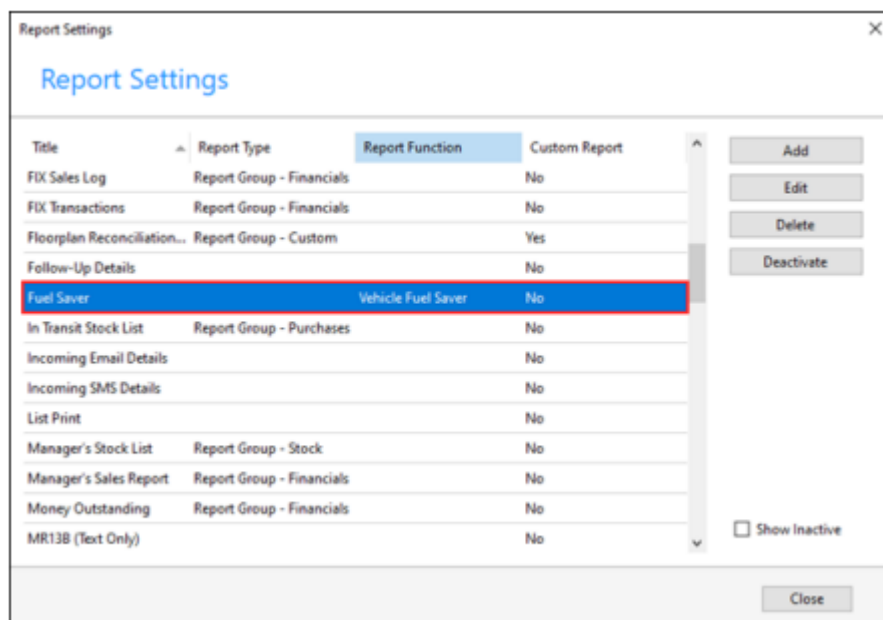 Report Settings
Report Settings
Title Report Type Report Function Custom Report
FIX Sales Log Report Group - Financials No
FIX Transactions Report Group - Financials No
Floorplan Reconciliation... Report Group - Custom Yes
Follow-Up Details No
Fuel Saver Vehicle Fuel Saver No
In Transit Stock List Report Group - Purchases No
Incoming Email Details No
Incoming SMS Details No
List Print No
Manager's Stock List Report Group - Stock No
Manager's Sales Report Report Group - Financials No
Money Outstanding Report Group - Financials No
MR13B (Text Only) No
Add
Edit
Delete
Deactivate
Show Inactive
Close